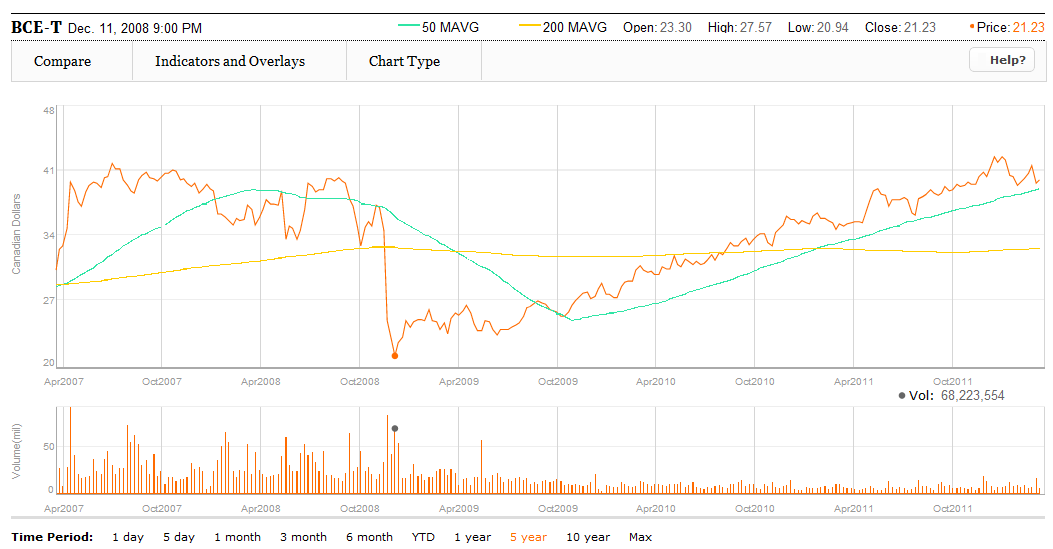 BCE-T Dec. 11, 2008 9:00 PM 50 MAVG 200 MAVG Open: 23.30 High: 27.57 Low: 20.94 Close: 21.23 Price: 21.23
Compare Indicators and Overlays Chart Type Help?
48
41
34
27
20
Canadian Dollars
Apr2007 Oct2007 Apr2008 Oct2008 Apr2009 Oct2009 Apr2010 Oct2010 Apr2011 Oct2011
Vol: 68,223,554
50
0
Volume(mil)
Apr2007 Oct2007 Apr2008 Oct2008 Apr2009 Oct2009 Apr2010 Oct2010 Apr2011 Oct2011
Time Period: 1 day 5 day 1 month 3 month 6 month YTD 1 year 5 year 10 year Max